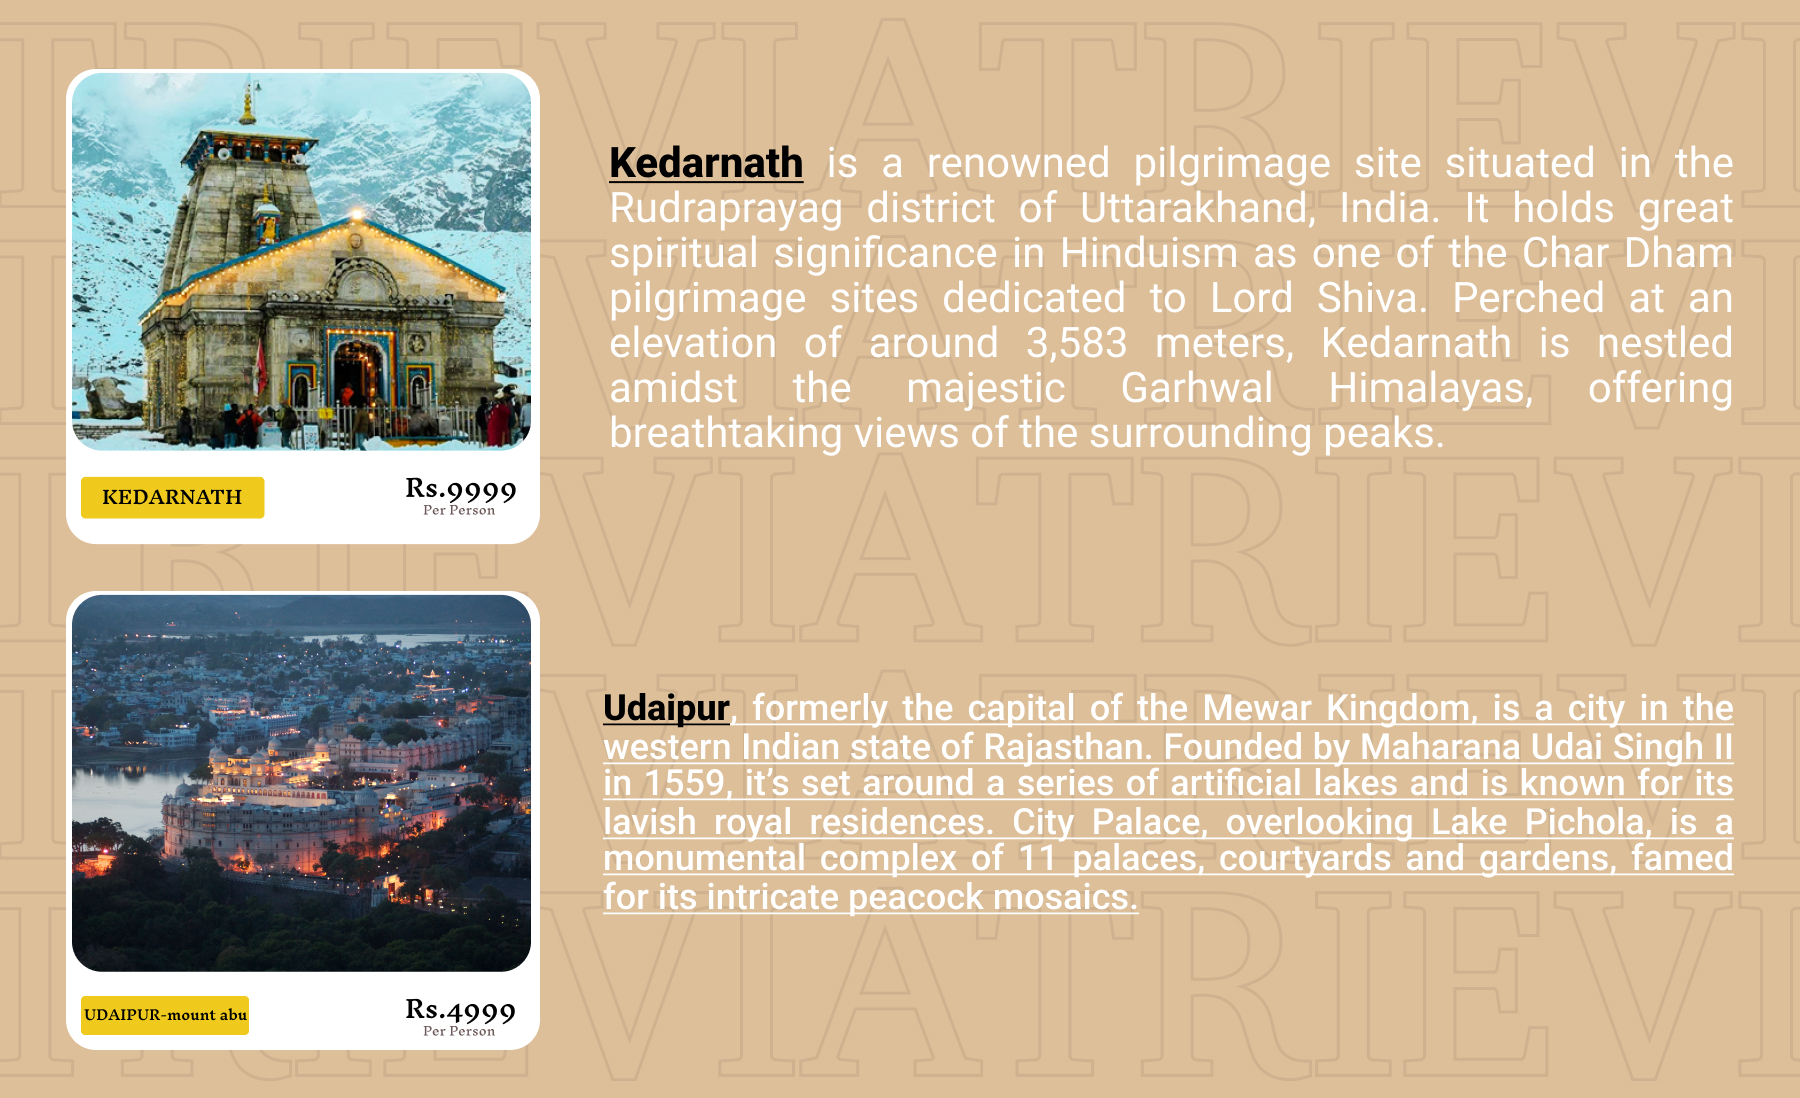 Kedarnath is a renowned pilgrimage site situated in the
Rudraprayag district of Uttarakhand, India. It holds great
spiritual significance in Hinduism as one of the Char Dham
pilgrimage sites dedicated to Lord Shiva. Perched at an
elevation of around 3,583 meters, Kedarnath is nestled
amidst the majestic Garhwal Himalayas, offering
breathtaking views of the surrounding peaks.
KEDARNATH
Rs.9999
Per Person
Udaipur, formerly the capital of the Mewar Kingdom, is a city in the
western Indian state of Rajasthan. Founded by Maharana Udai Singh II
in 1559, it’s set around a series of artificial lakes and is known for its
lavish royal residences. City Palace, overlooking Lake Pichola, is a
monumental complex of 11 palaces, courtyards and gardens, famed
for its intricate peacock mosaics.
UDAIPUR-mount abu
Rs.4999
Per Person